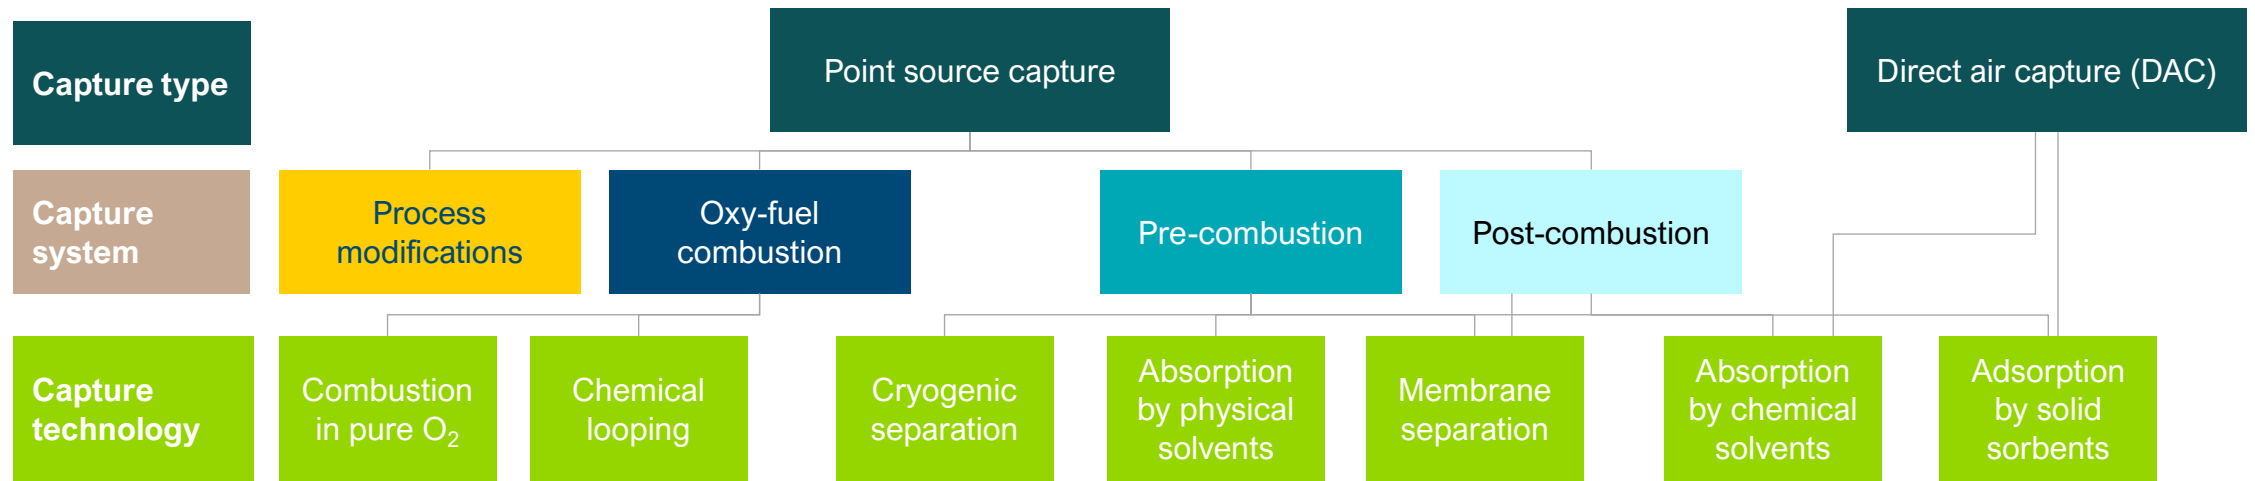 Capture type
Point source capture
Direct air capture (DAC)
Capture
system
Process
modifications
Oxy-fuel
combustion
Pre-combustion
Post-combustion
Capture
technology
Combustion
in pure O₂
Chemical
looping
Cryogenic
separation
Absorption
by physical
solvents
Membrane
separation
Absorption
by chemical
solvents
Adsorption
by solid
sorbents